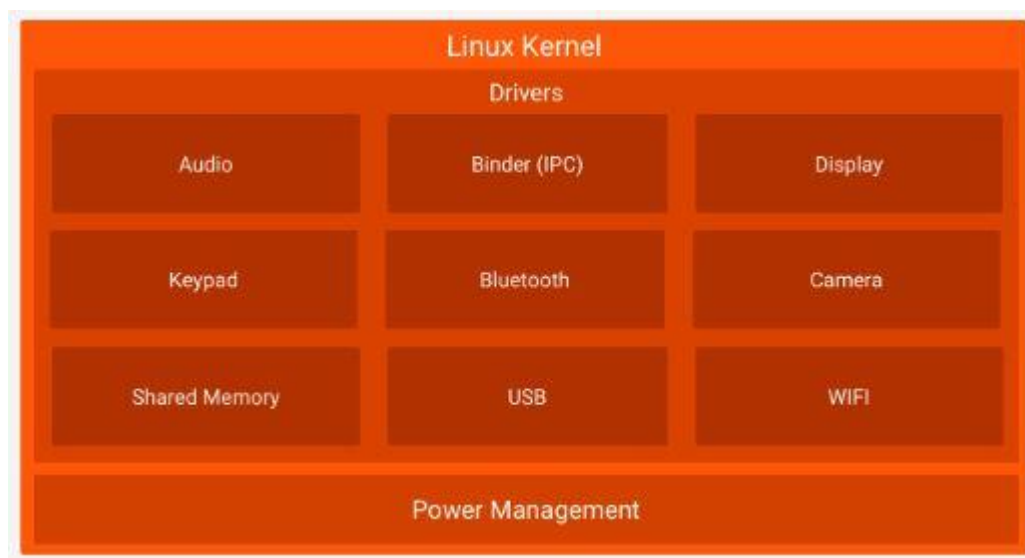 Linux Kernel
Drivers
Audio
Binder (IPC)
Display
Keypad
Bluetooth
Camera
Shared Memory
USB
WIFI
Power Management